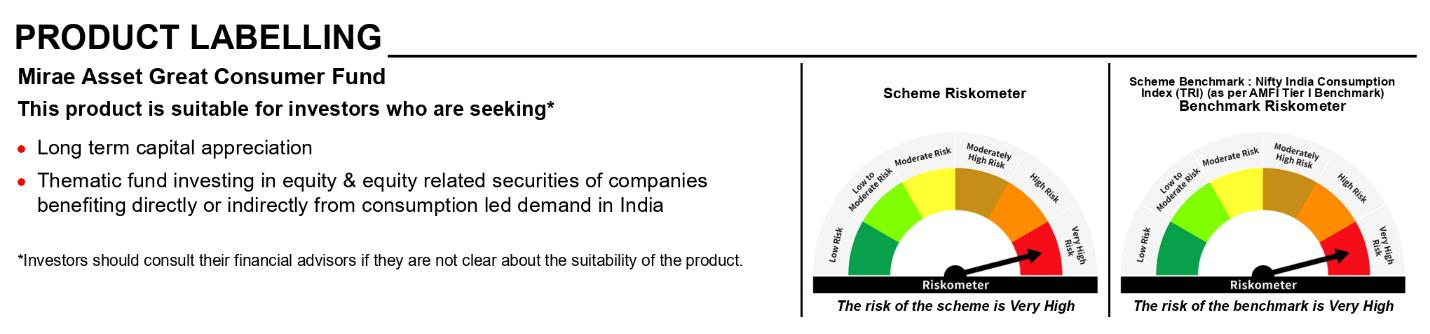 PRODUCT LABELLING
Mirae Asset Great Consumer Fund
This product is suitable for investors who are seeking*
Long term capital appreciation
Thematic fund investing in equity & equity related securities of companies
benefiting directly or indirectly from consumption led demand in India
*Investors should consult their financial advisors if they are not clear about the suitability of the product.
Scheme Riskometer
Low Risk
Low to
Moderate Risk
Moderate Risk
Moderately
High Risk
High Risk
Very High
Risk
Riskometer
The risk of the scheme is Very High
Scheme Benchmark : Nifty India Consumption
Index (TRI) (as per AMFI Tier I Benchmark)
Benchmark Riskometer
Low Risk
Low to
Moderate Risk
Moderate Risk
Moderately
High Risk
High Risk
Very High
Risk
Riskometer
The risk of the benchmark is Very High